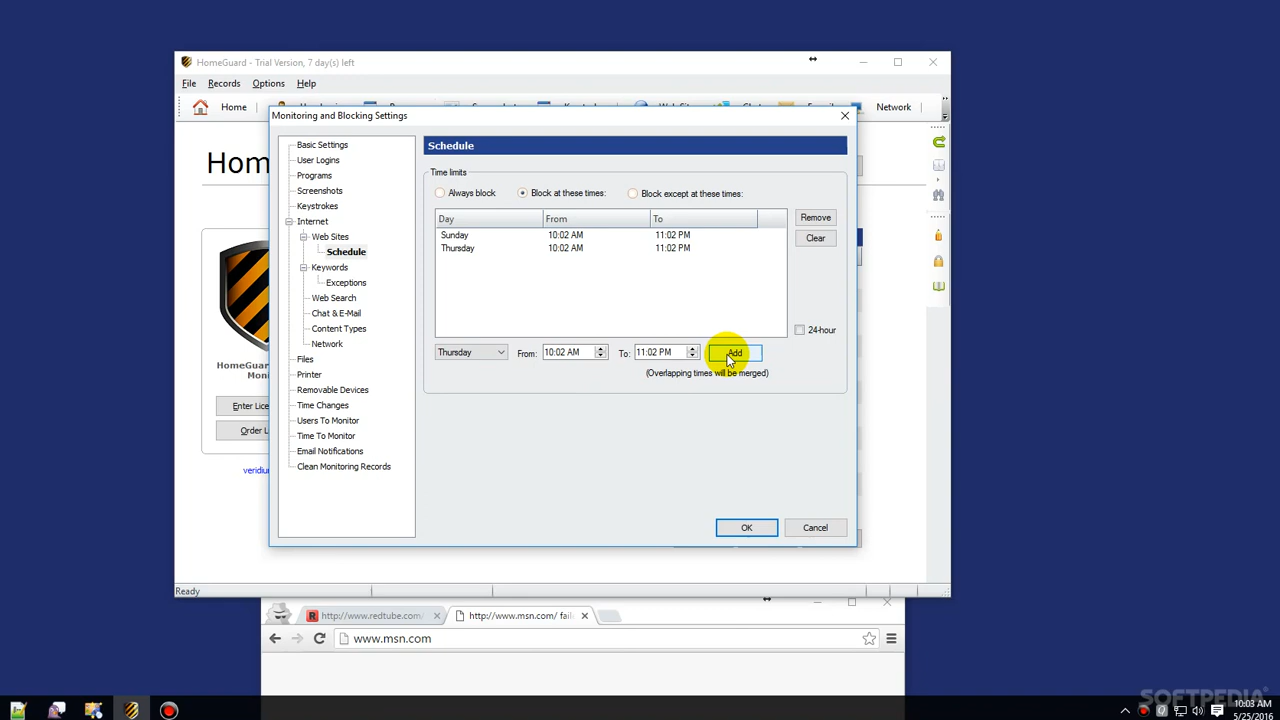 HomeGuard - Trial Version, 7 day(s) left
File Records Options Help
Home Network
Monitoring and Blocking Settings
Hom
Basic Settings
User Logins
Programs
Screenshots
Keystrokes
Internet
Web Sites
Schedule
Keywords
Exceptions
Web Search
Chat & E-Mail
Content Types
Network
Files
Printer
Removable Devices
Time Changes
Users To Monitor
Time To Monitor
Email Notifications
Clean Monitoring Records
Schedule
Time limits
Always block Block at these times: Block except at these times:
Day From To
Sunday 10:02 AM 11:02 PM
Thursday 10:02 AM 11:02 PM
Remove
Clear
24-hour
Thursday From: 10:02 AM To: 11:02 PM Add
(Overlapping times will be merged)
OK Cancel
HomeGuard
Moni
Enter Lice
Order L
veridiu
Ready
http://www.redtube.com/ http://www.msn.com/ fail
www.msn.com
SOFTPEDIA
10:03 AM
5/25/2016